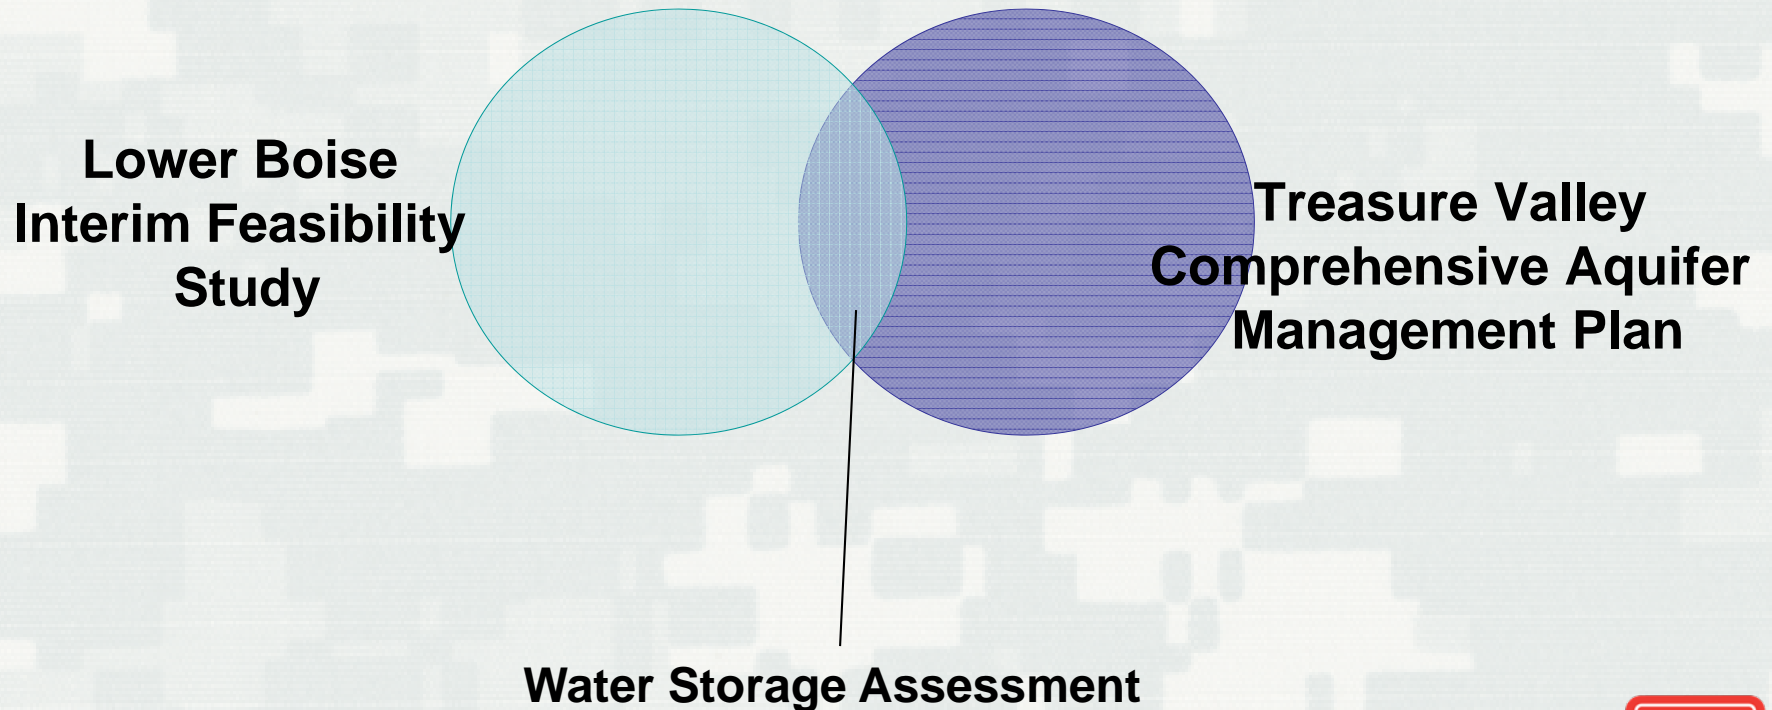 Lower Boise
Interim Feasibility
Study
Treasure Valley
Comprehensive Aquifer
Management Plan
Water Storage Assessment